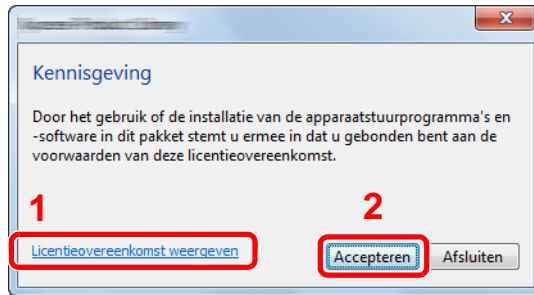 Kennisgeving
Door het gebruik of de installatie van de apparaatstuurprogramma's en
-software in dit pakket stemt u ermee in dat u gebonden bent aan de
voorwaarden van deze licentieovereenkomst.
1
2
Licentieovereenkomst weergeven
Accepteren
Afsluiten